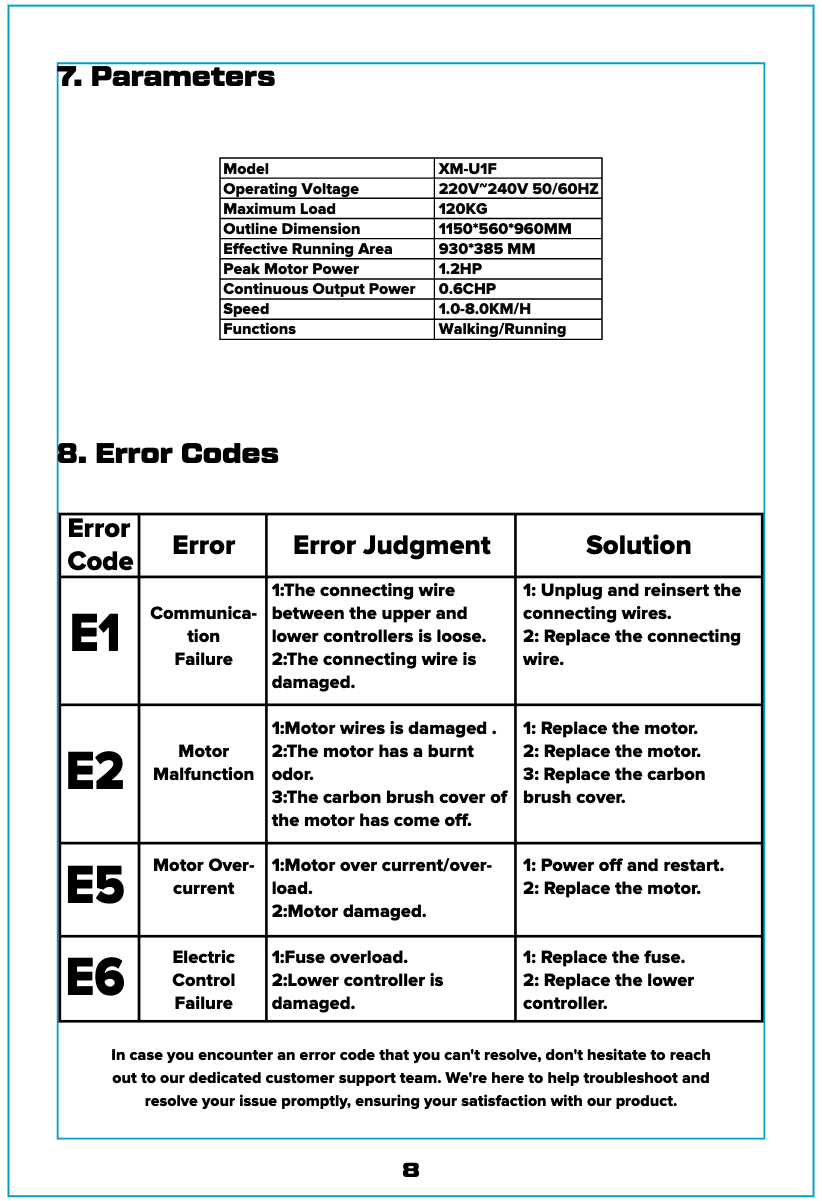 7. Parameters
Model XM-U1F
Operating Voltage 220V~240V 50/60HZ
Maximum Load 120KG
Outline Dimension 1150*560*960MM
Effective Running Area 930*385 MM
Peak Motor Power 1.2HP
Continuous Output Power 0.6CHP
Speed 1.0-8.0KM/H
Functions Walking/Running
8. Error Codes
Error
Code
Error
Error Judgment
Solution
E1
Communica-
tion
Failure
1:The connecting wire
between the upper and
lower controllers is loose.
2:The connecting wire is
damaged.
1: Unplug and reinsert the
connecting wires.
2: Replace the connecting
wire.
E2
Motor
Malfunction
1:Motor wires is damaged .
2:The motor has a burnt
odor.
3:The carbon brush cover of
the motor has come off.
1: Replace the motor.
2: Replace the motor.
3: Replace the carbon
brush cover.
E5
Motor Over-
current
1:Motor over current/over-
load.
2:Motor damaged.
1: Power off and restart.
2: Replace the motor.
E6
Electric
Control
Failure
1:Fuse overload.
2:Lower controller is
damaged.
1: Replace the fuse.
2: Replace the lower
controller.
In case you encounter an error code that you can't resolve, don't hesitate to reach
out to our dedicated customer support team. We're here to help troubleshoot and
resolve your issue promptly, ensuring your satisfaction with our product.
8